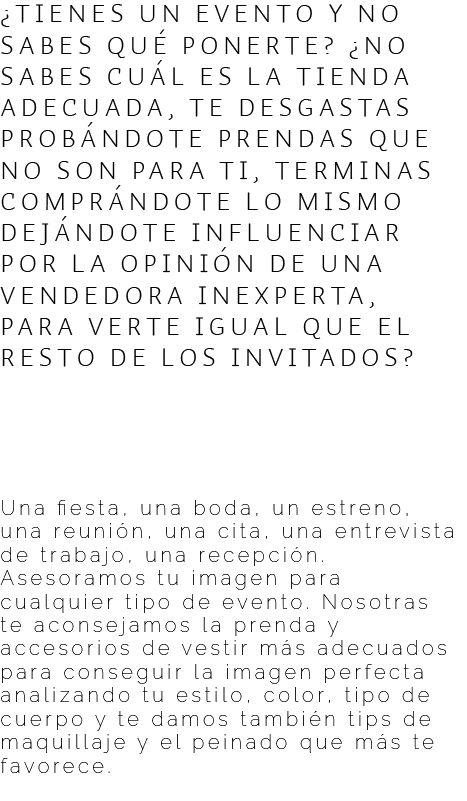 ¿TIENES UN EVENTO Y NO
SABES QUÉ PONERTE? ¿NO
SABES CUÁL ES LA TIENDA
ADECUADA, TE DESGASTAS
PROBÁNDOTE PRENDAS QUE
NO SON PARA TI, TERMINAS
COMPRÁNDOTE LO MISMO
DEJÁNDOTE INFLUENCIAR
POR LA OPINIÓN DE UNA
VENDEDORA INEXPERTA,
PARA VERTE IGUAL QUE EL
RESTO DE LOS INVITADOS?
Una fiesta, una boda, un estreno,
una reunión, una cita, una entrevista
de trabajo, una recepción.
Asesoramos tu imagen para
cualquier tipo de evento. Nosotras
te aconsejamos la prenda y
accesorios de vestir más adecuados
para conseguir la imagen perfecta
analizando tu estilo, color, tipo de
cuerpo y te damos también tips de
maquillaje y el peinado que más te
favorece.